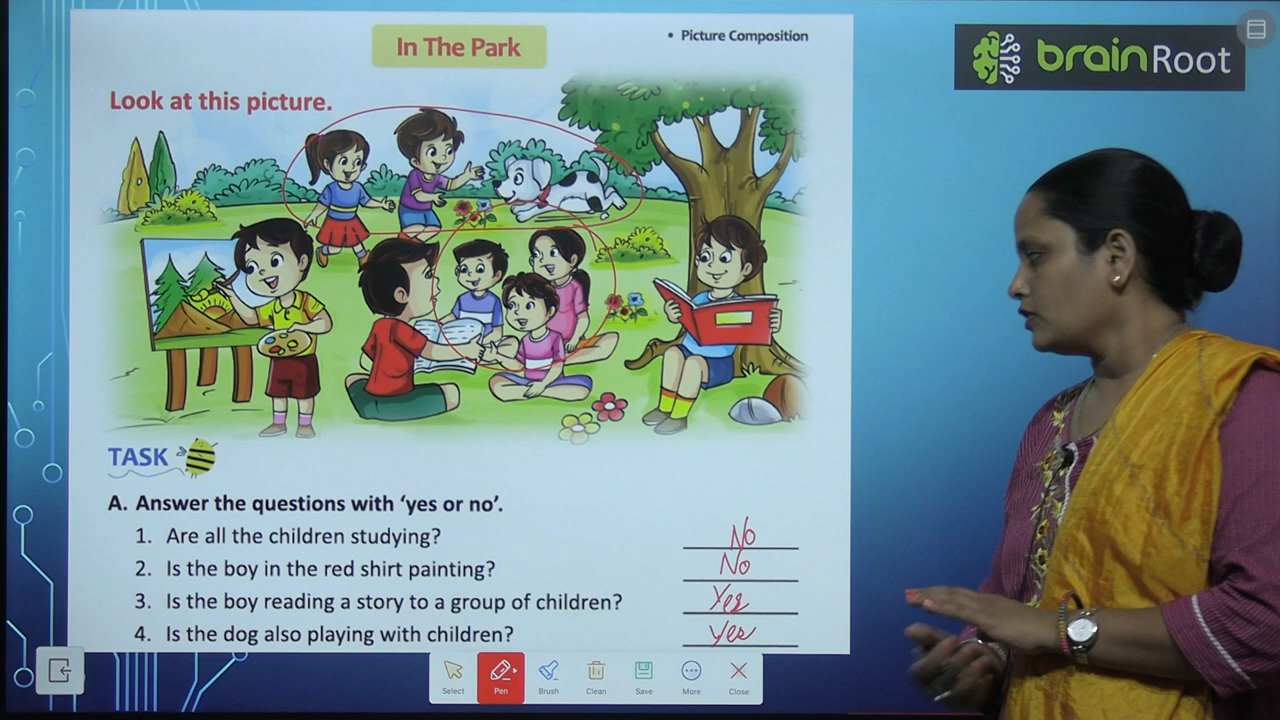 In The Park
• Picture Composition
brainRoot
Look at this picture.
TASK
A. Answer the questions with ‘yes or no’.
1. Are all the children studying? No
2. Is the boy in the red shirt painting? No
3. Is the boy reading a story to a group of children? Yes
4. Is the dog also playing with children? Yes
Select Pen Brush Clean Save More Close